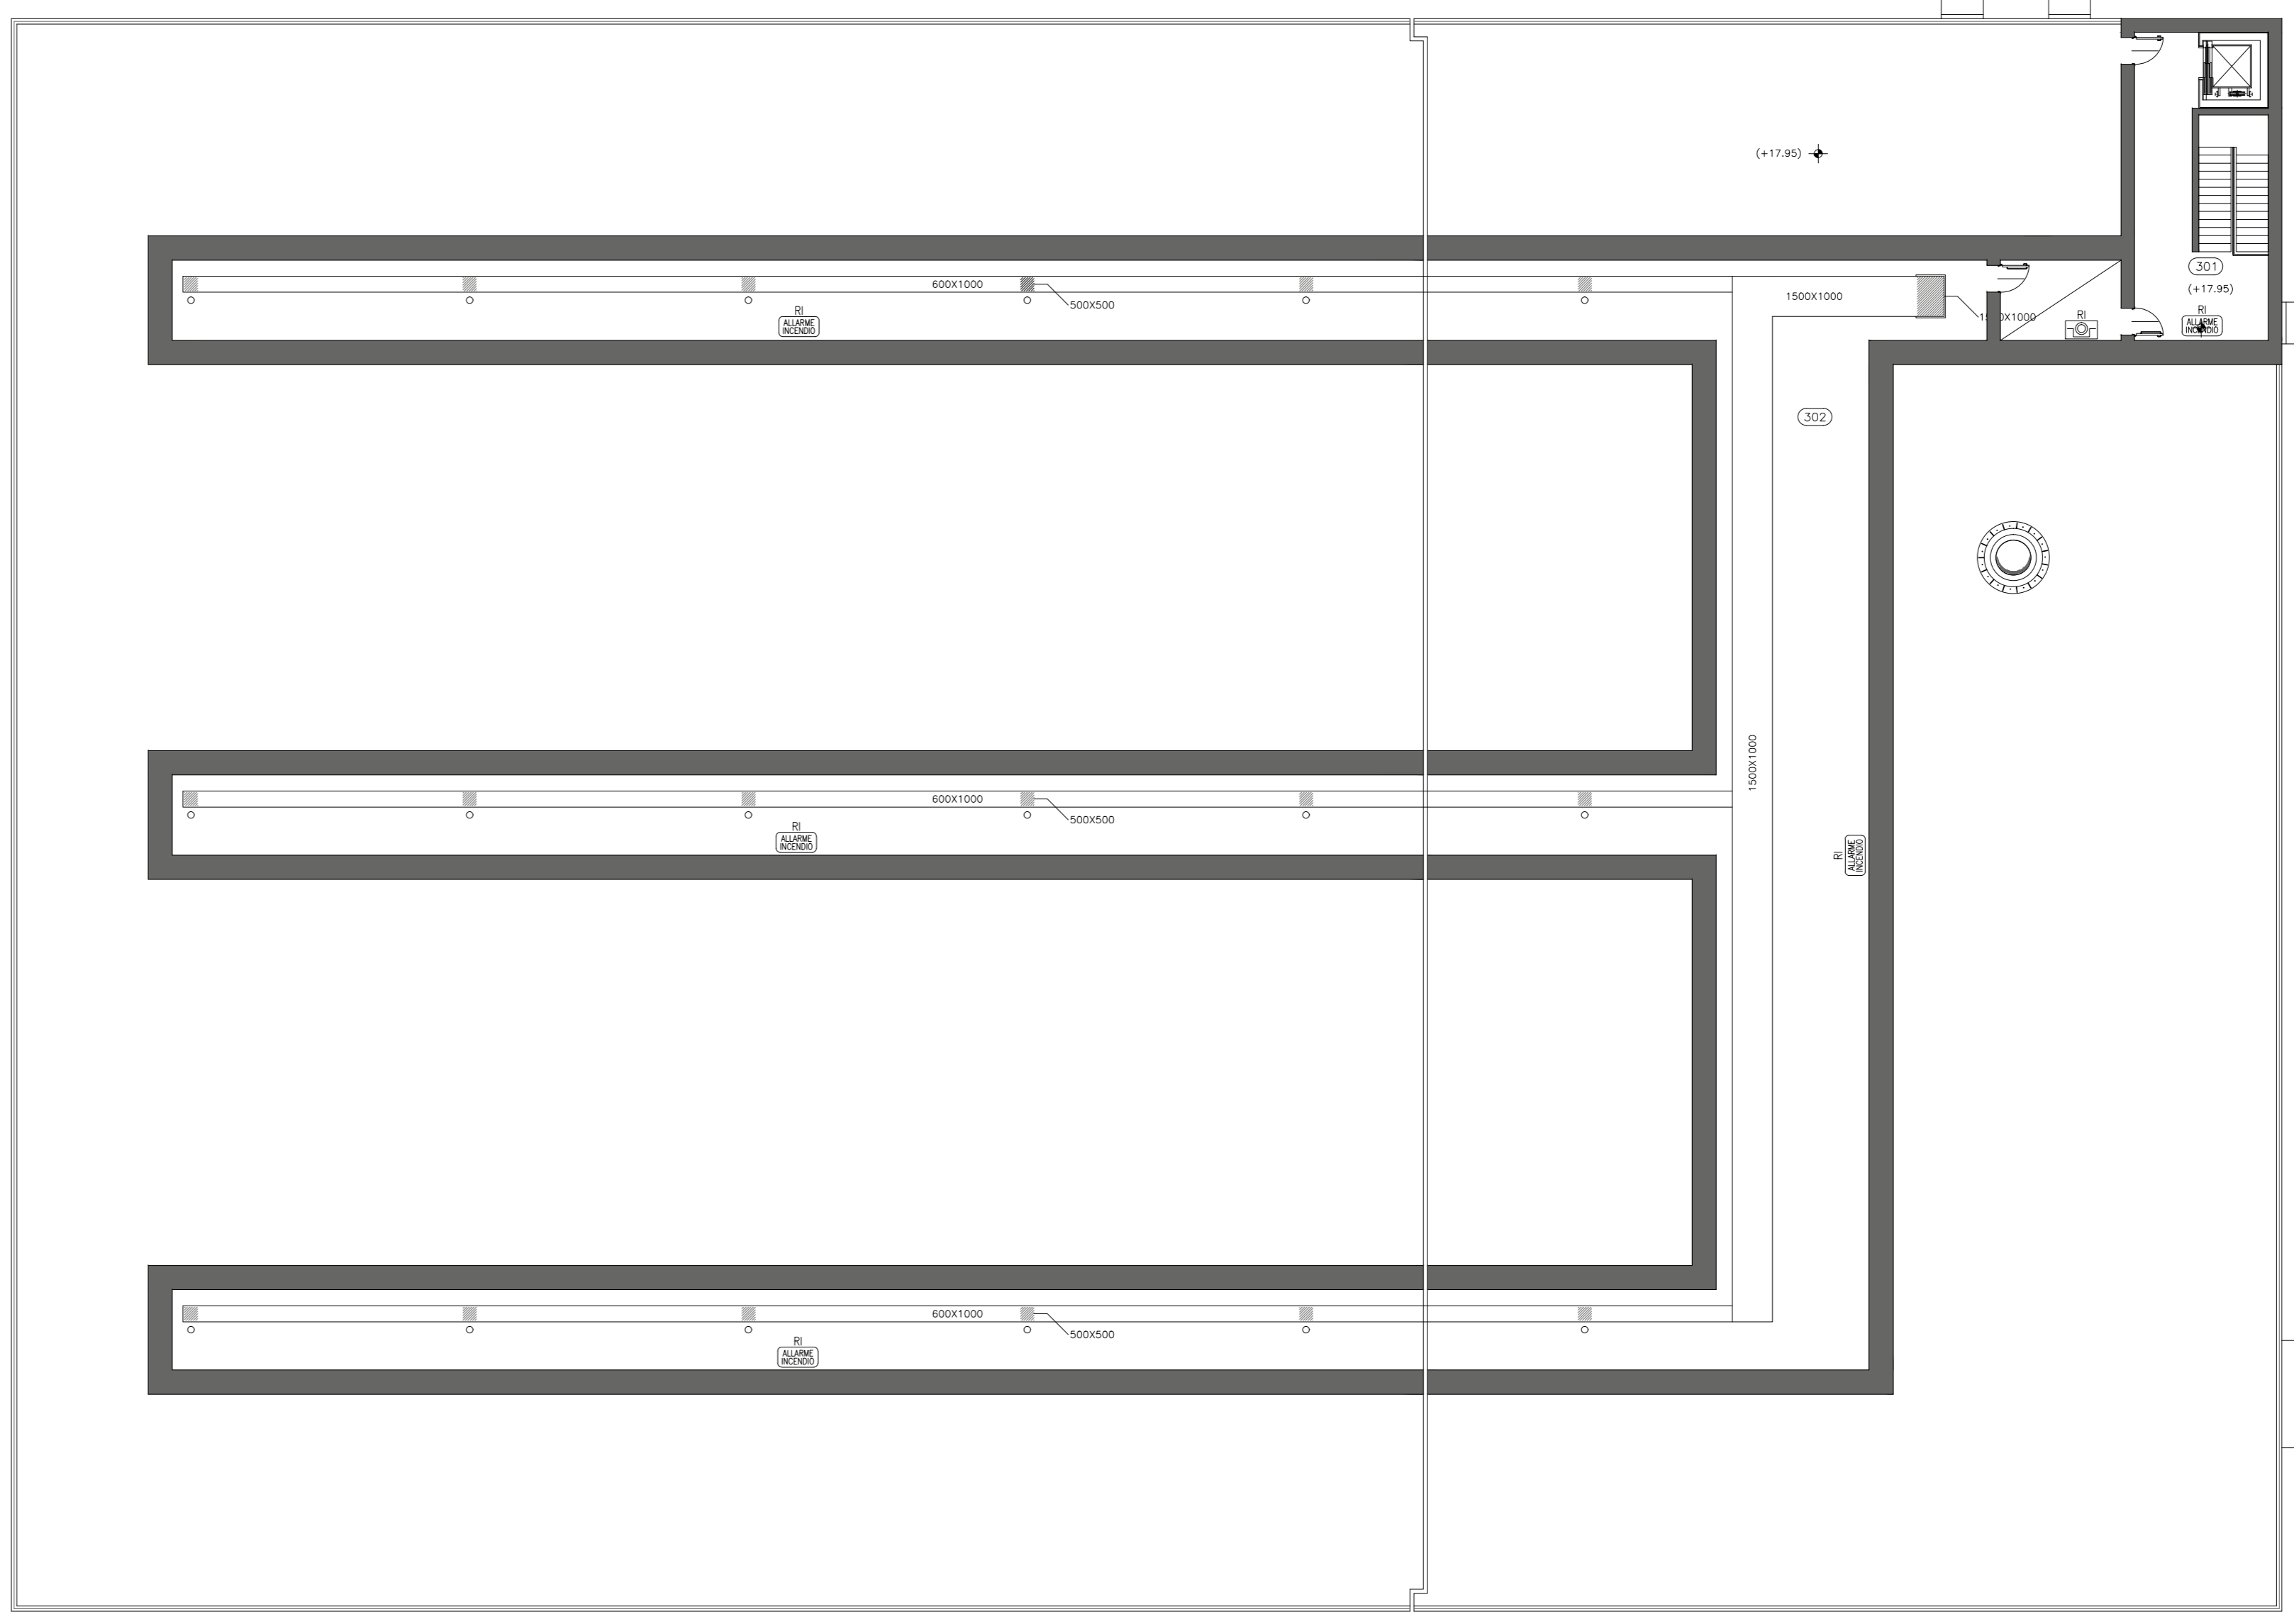 (+17.95)
301
(+17.95)
600X1000
500X500
1500X1000
RI
ALLARME
INCENDIO
RI
RI
ALLARME
INCENDIO
302
1500X1000
600X1000
500X500
RI
ALLARME
INCENDIO
RI
ALLARME
INCENDIO
600X1000
500X500
RI
ALLARME
INCENDIO